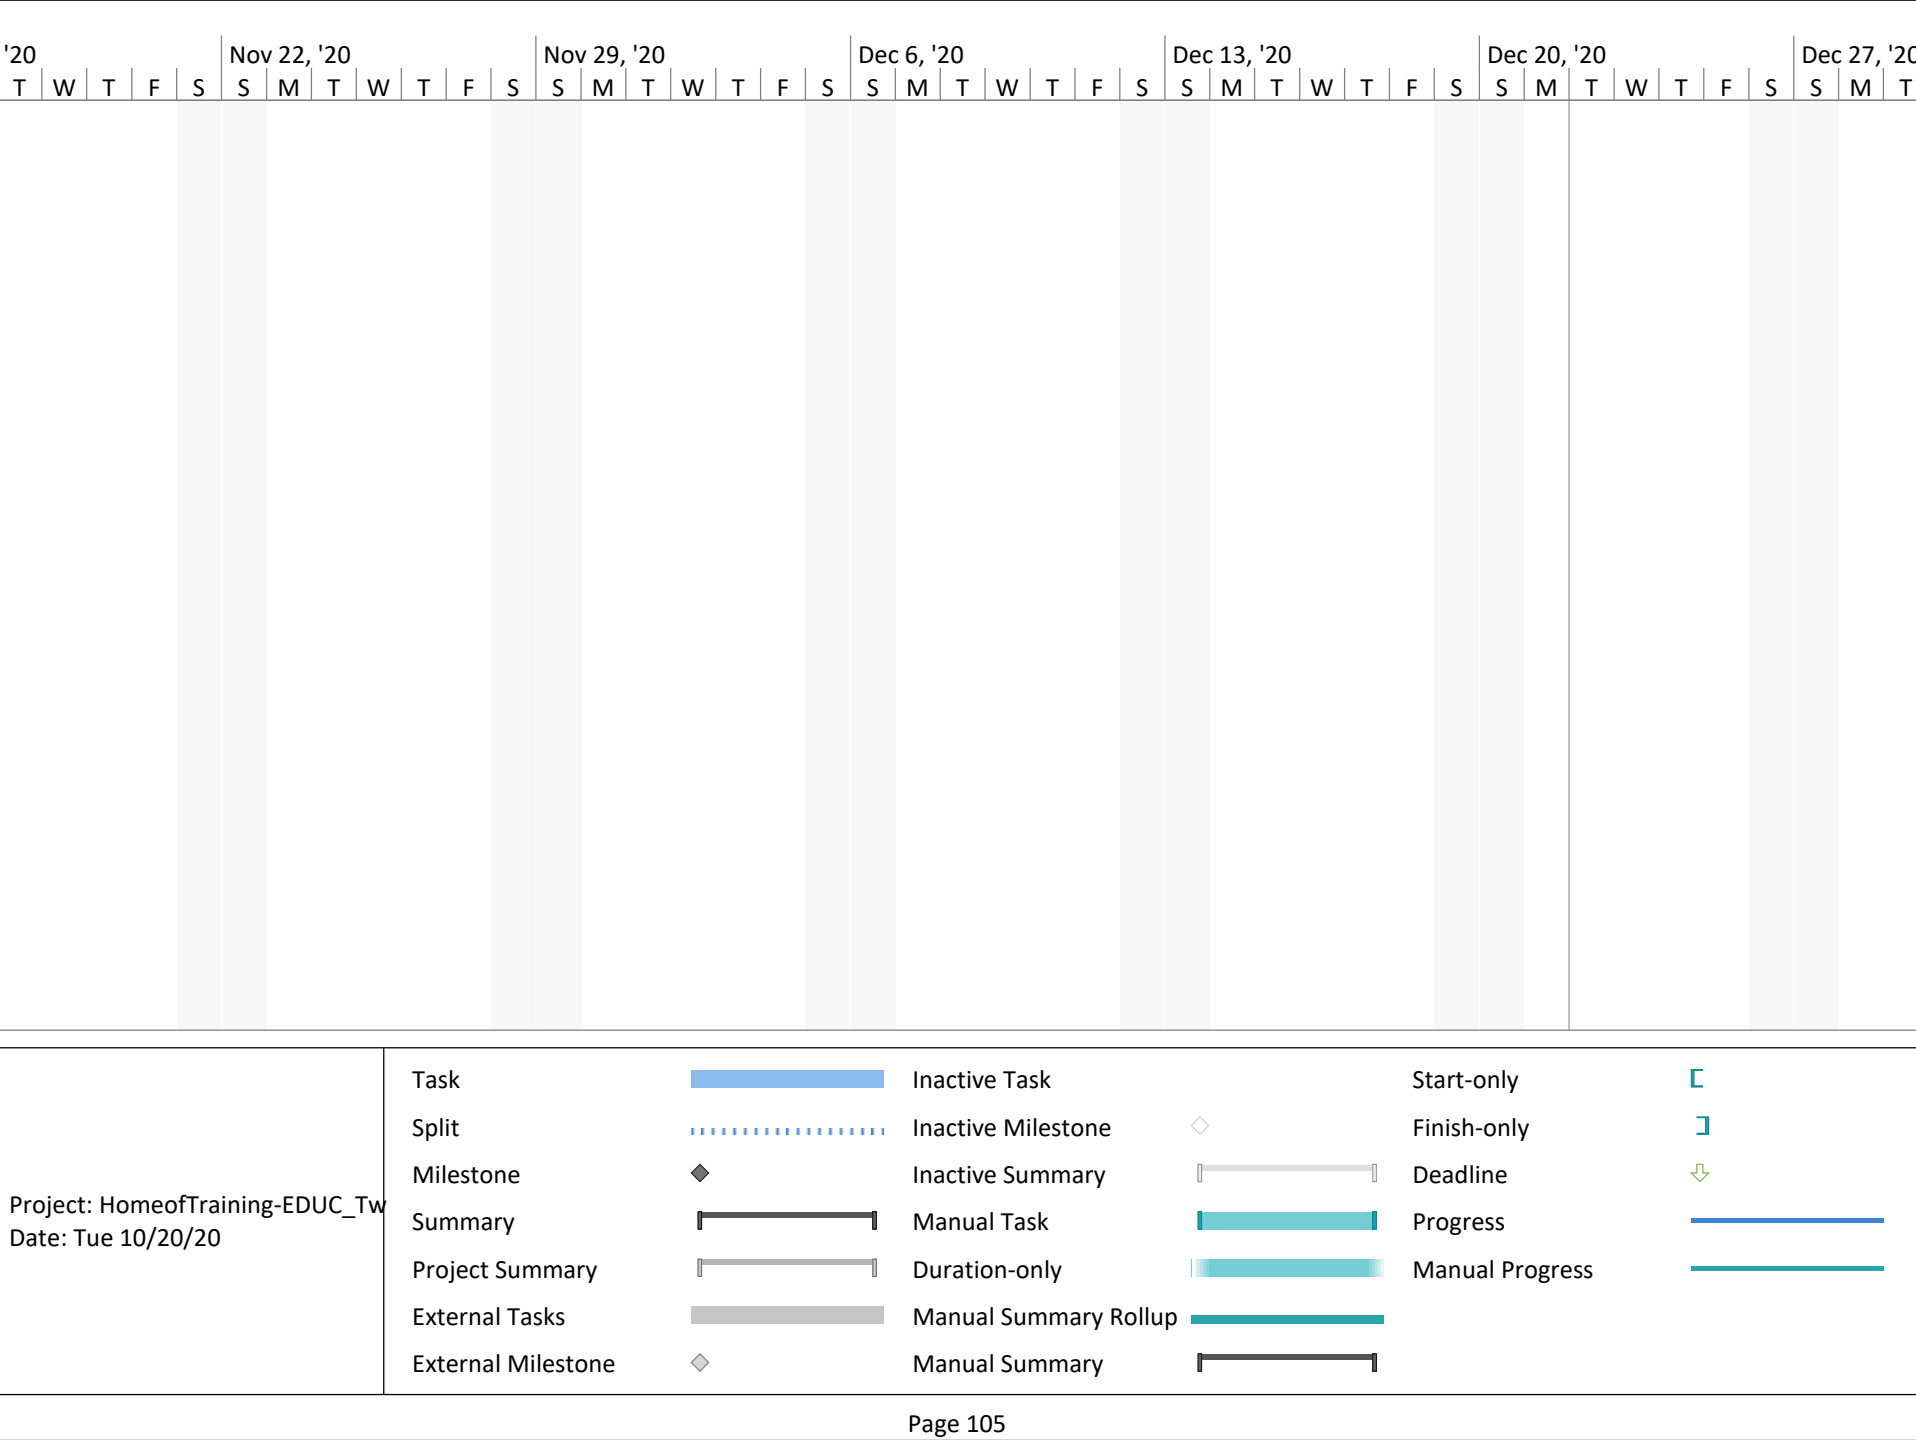 '20 Nov 22, '20 Nov 29, '20 Dec 6, '20 Dec 13, '20 Dec 20, '20 Dec 27, '20
T W T F S S M T W T F S S M T W T F S S M T W T F S S M T W T F S S M T W T F S S M T
Task
Split
Milestone
Summary
Project Summary
External Tasks
External Milestone
Inactive Task
Inactive Milestone
Inactive Summary
Manual Task
Duration-only
Manual Summary Rollup
Manual Summary
Start-only
Finish-only
Deadline
Progress
Manual Progress
Project: HomeofTraining-EDUC_Tw
Date: Tue 10/20/20
Page 105